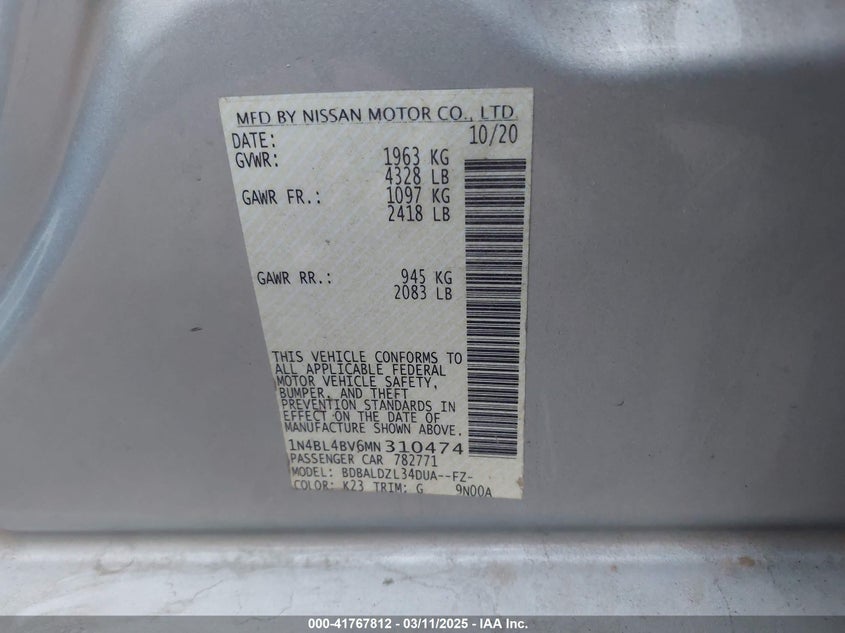 MFD BY NISSAN MOTOR CO., LTD
DATE: 10/20
GVWR: 1963 KG
4328 LB
GAWR FR.: 1097 KG
2418 LB
GAWR RR.: 945 KG
2083 LB
THIS VEHICLE CONFORMS TO
ALL APPLICABLE FEDERAL
MOTOR VEHICLE SAFETY,
BUMPER, AND THEFT
PREVENTION STANDARDS IN
EFFECT ON THE DATE OF
MANUFACTURE SHOWN ABOVE.
1N4BL4BV6MN310474
PASSENGER CAR 782771
MODEL: BDBALDZL34DUA--FZ-
COLOR: K23 TRIM: G 9N00A
000-41767812 - 03/11/2025 - IAA Inc.